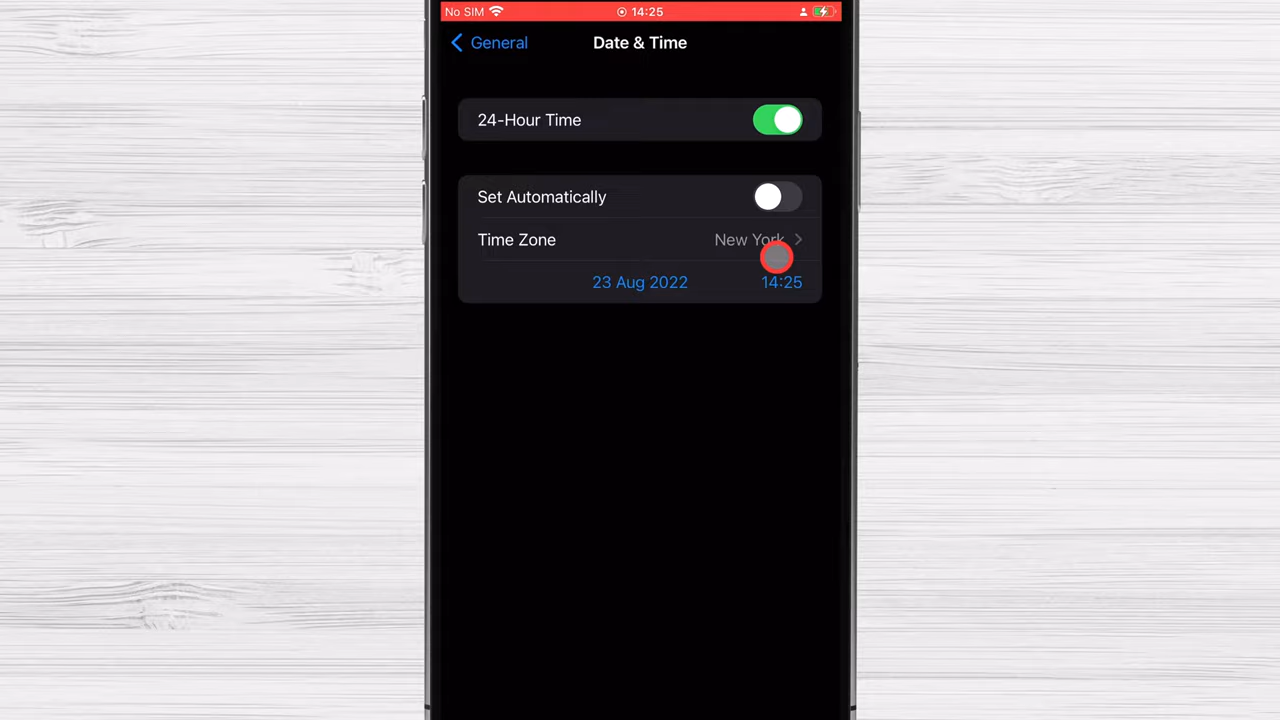 No SIM 14:25
General Date & Time
24-Hour Time
Set Automatically
Time Zone New York
23 Aug 2022 14:25